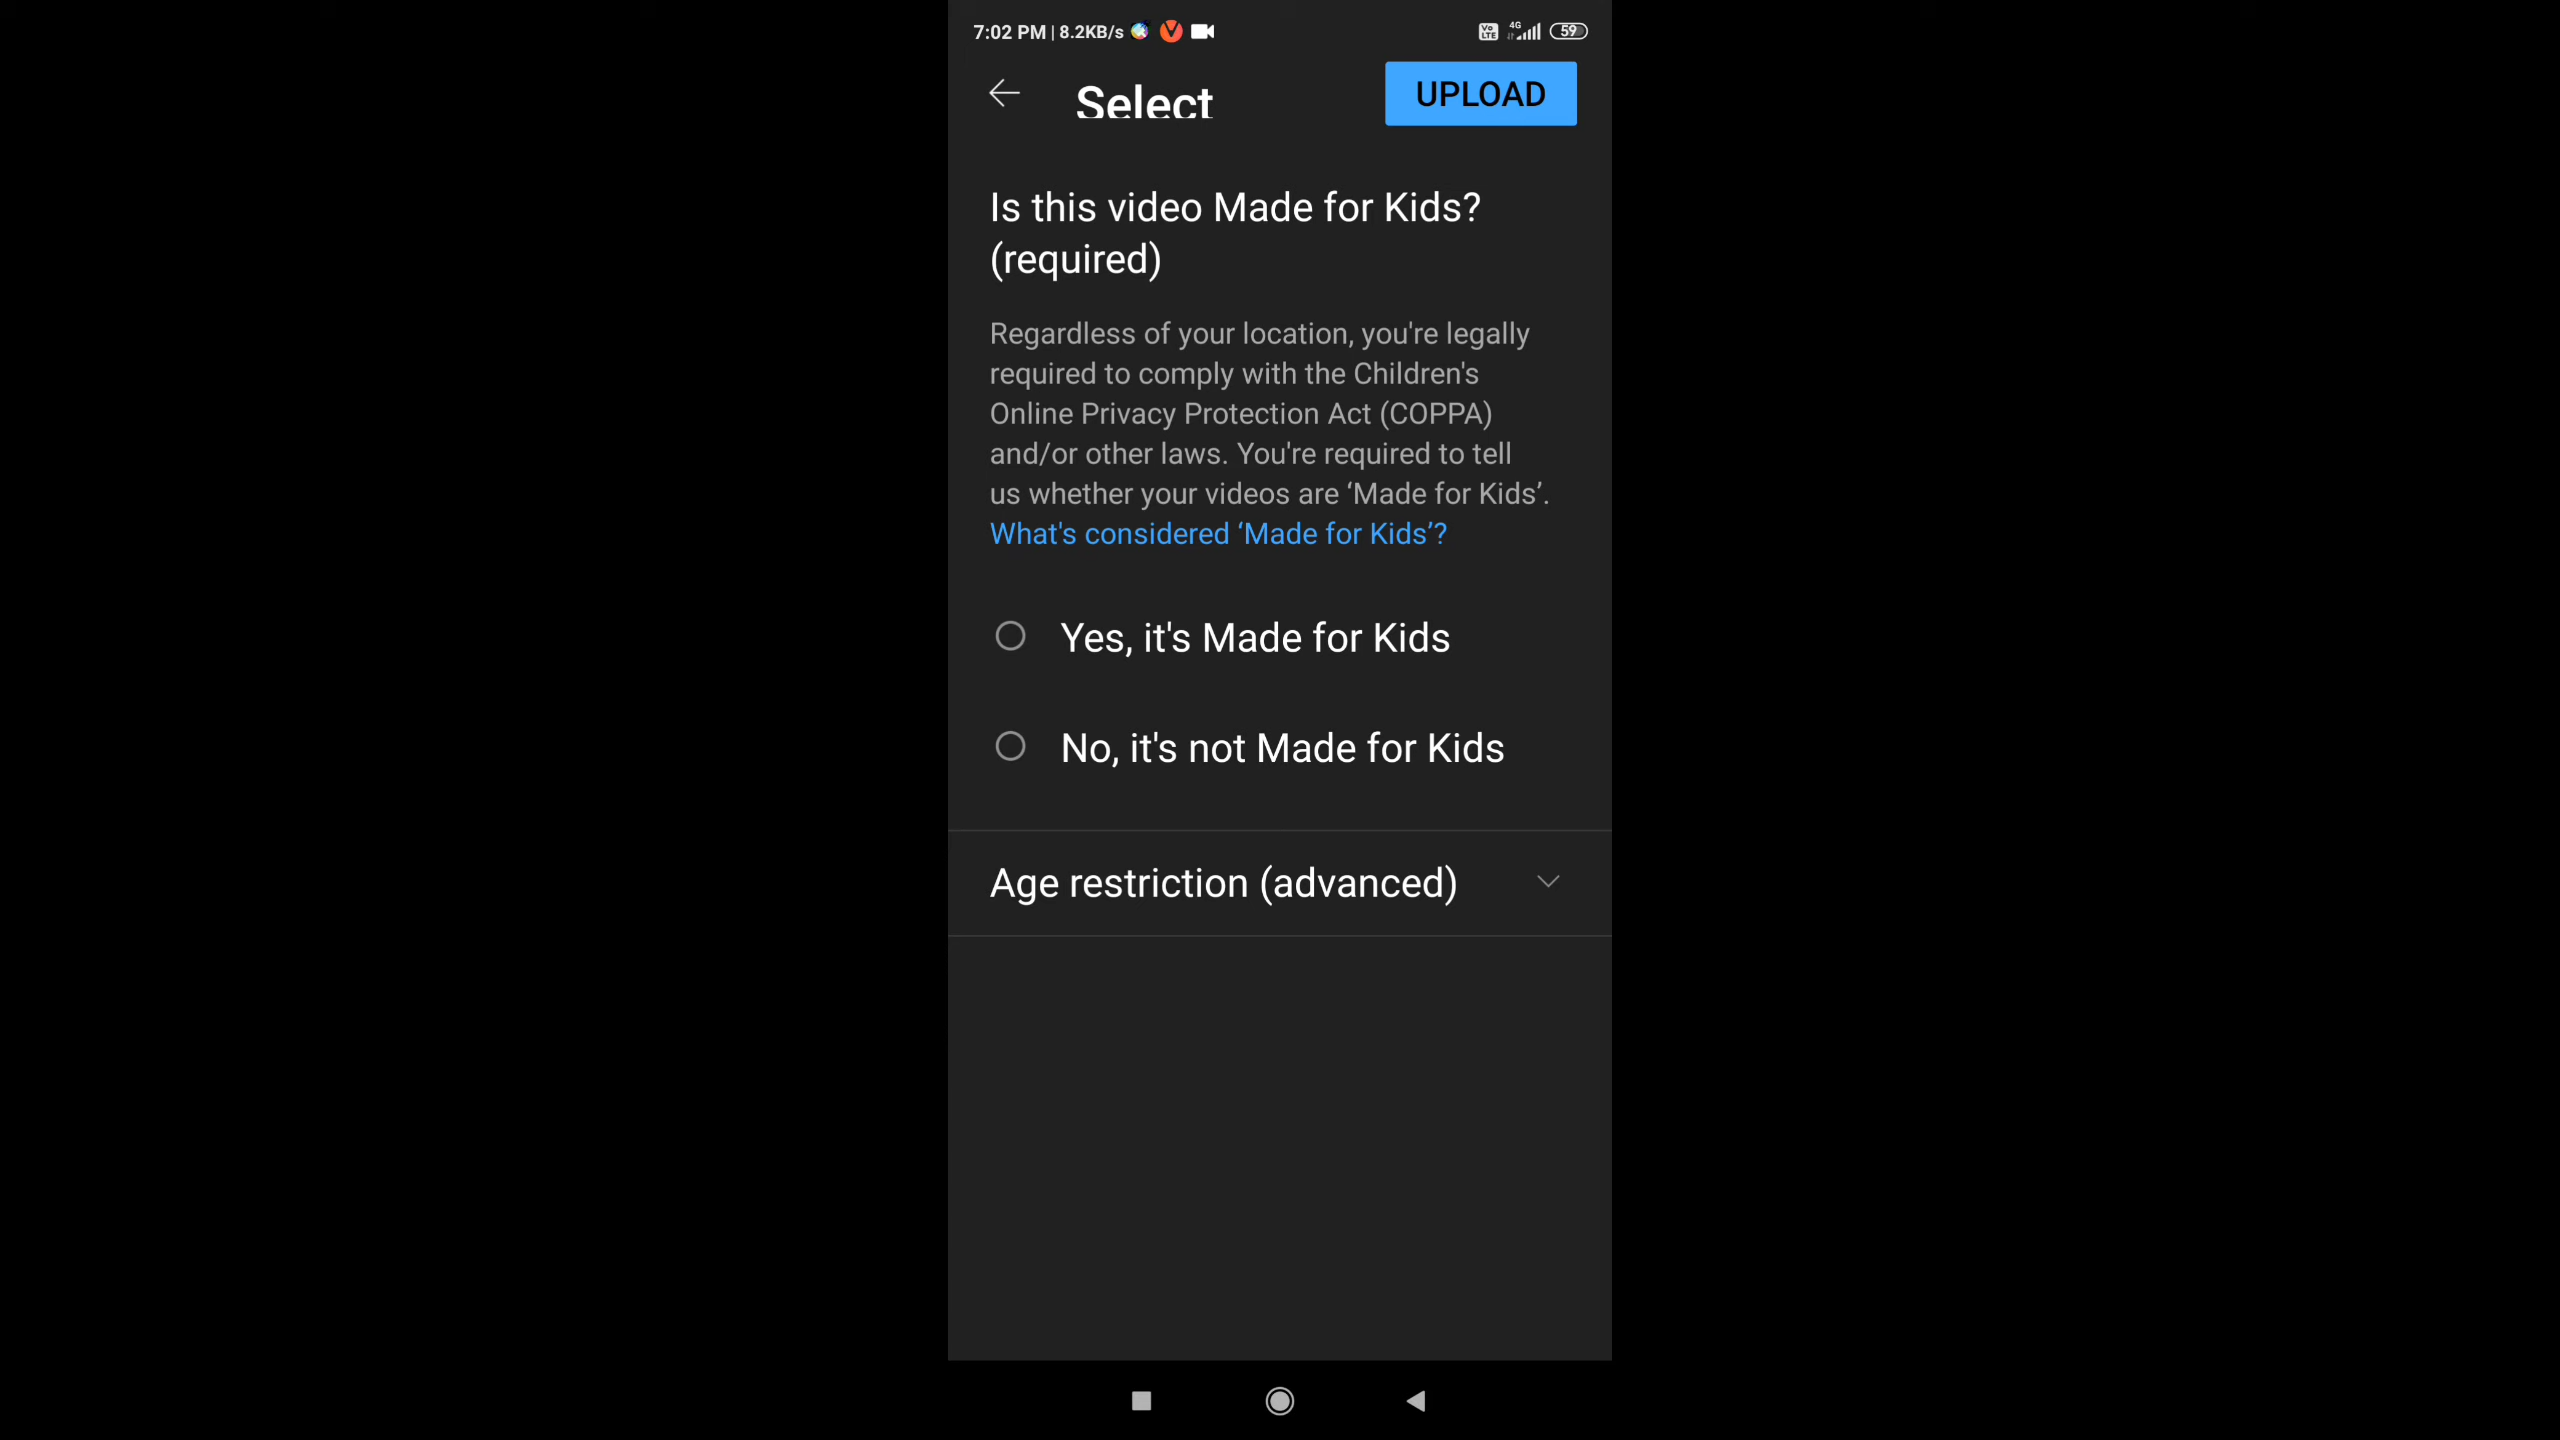 7:02 PM | 8.2KB/s Vo LTE 4G 59
Select UPLOAD
Is this video Made for Kids?
(required)
Regardless of your location, you're legally
required to comply with the Children's
Online Privacy Protection Act (COPPA)
and/or other laws. You're required to tell
us whether your videos are ‘Made for Kids’.
What's considered ‘Made for Kids’?
Yes, it's Made for Kids
No, it's not Made for Kids
Age restriction (advanced)